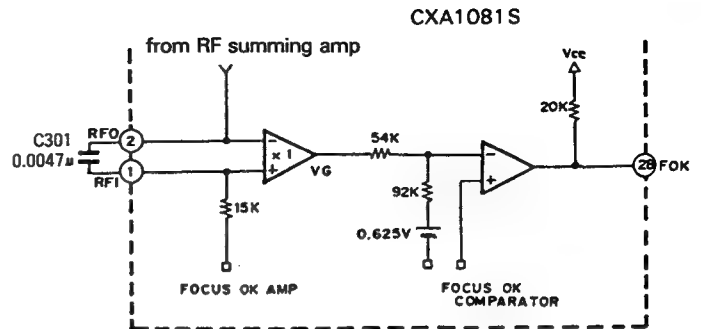 CXA1081S
from RF summing amp
Vcc
20K
C301
0.0047μ
RFO
2
RFI
1
−
+
× 1
VG
54K
−
+
28
FOK
15K
92K
0.625V
FOCUS OK AMP
FOCUS OK
COMPARATOR